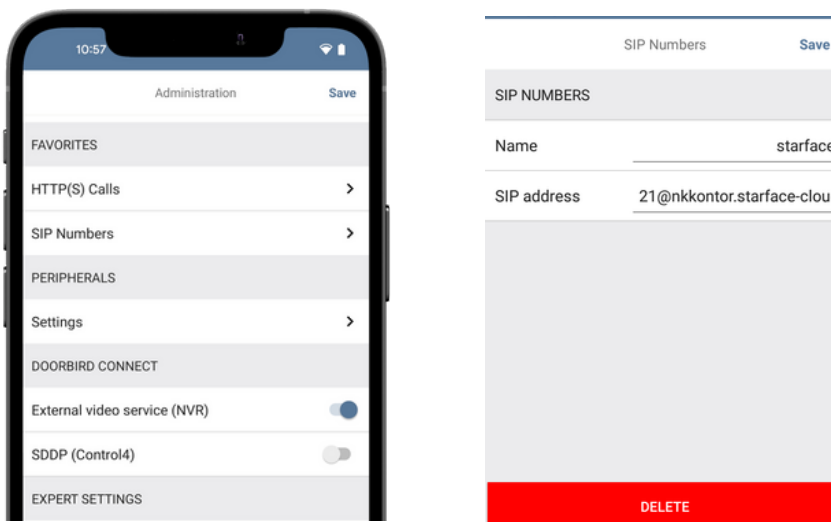 10:57
Administration Save
FAVORITES
HTTP(S) Calls
SIP Numbers
PERIPHERALS
Settings
DOORBIRD CONNECT
External video service (NVR)
SDDP (Control4)
EXPERT SETTINGS
SIP Numbers Save
SIP NUMBERS
Name starface
SIP address 21@nkkontor.starface-clou
DELETE